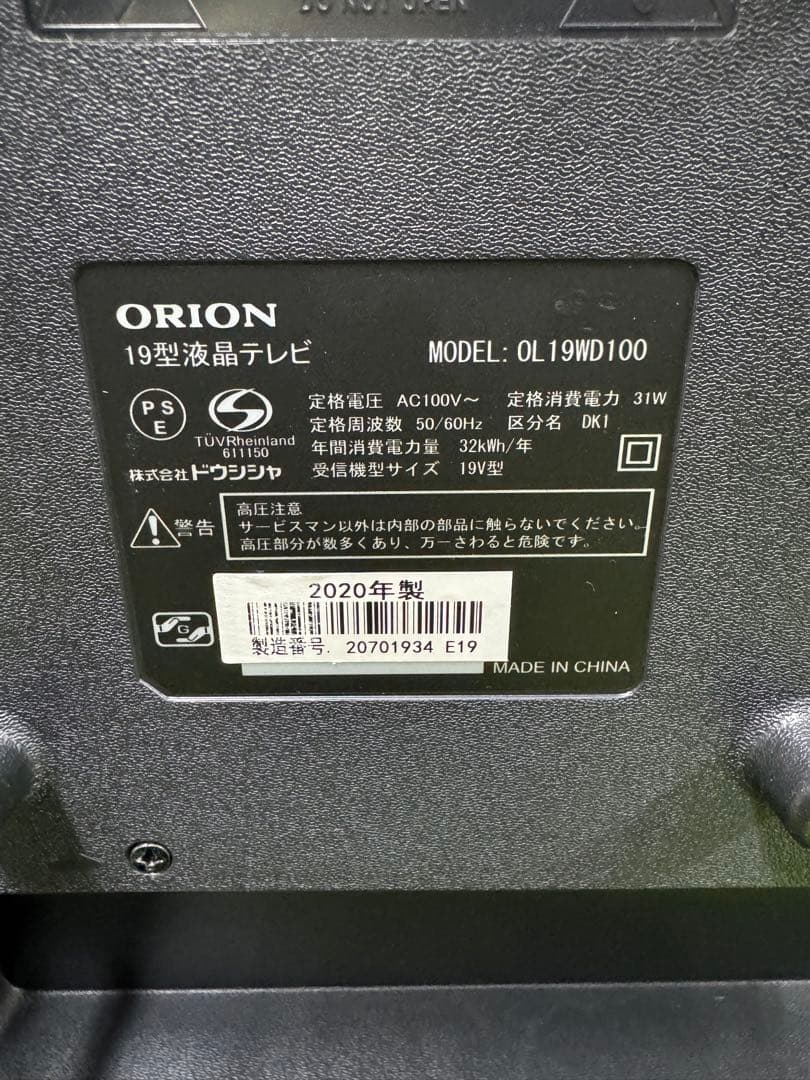 DO NOT OPEN
ORION
19型液晶テレビ
MODEL: OL19WD100
PS
E
TÜVRheinland
611150
株式会社ドウシシャ
定格電圧 AC100V～ 定格消費電力 31W
定格周波数 50/60Hz 区分名 DK1
年間消費電力量 32kWh/年
受信機型サイズ 19V型
警告
高圧注意
サービスマン以外は内部の部品に触らないでください。
高圧部分が数多くあり、万一さわると危険です。
G
2020年製
製造番号. 20701934 E19
MADE IN CHINA